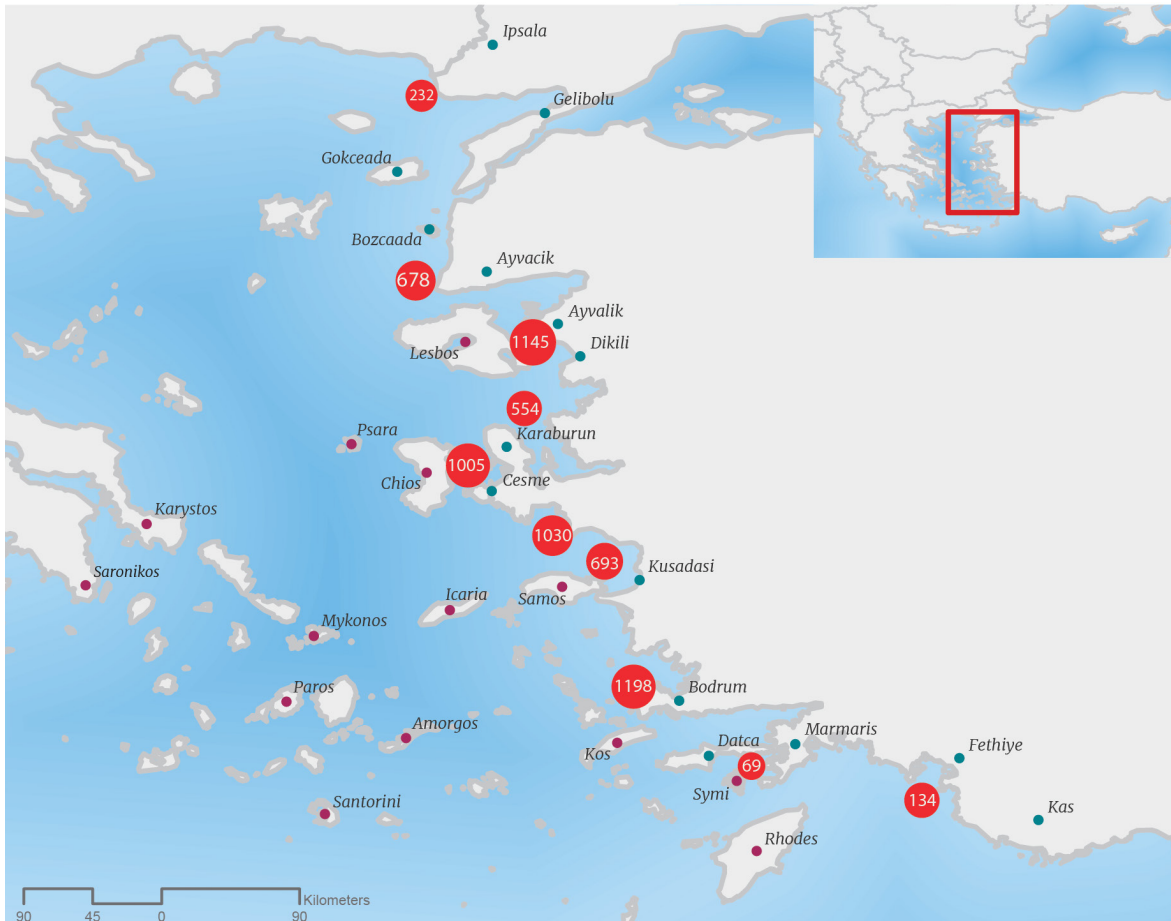 Ipsala
232
Gelibolu
Gokceada
Bozcaada
Ayvacik
678
Ayvalik
1145
Lesbos
Dikili
554
Psara
Karaburun
1005
Chios
Cesme
Karystos
1030
693
Saronikos
Kusadasi
Icaria
Samos
Mykonos
1198
Paros
Bodrum
Amorgos
Marmaris
Kos
Datca
69
Fethiye
Symi
Santorini
134
Kas
Rhodes
Kilometers
90 45 0 90